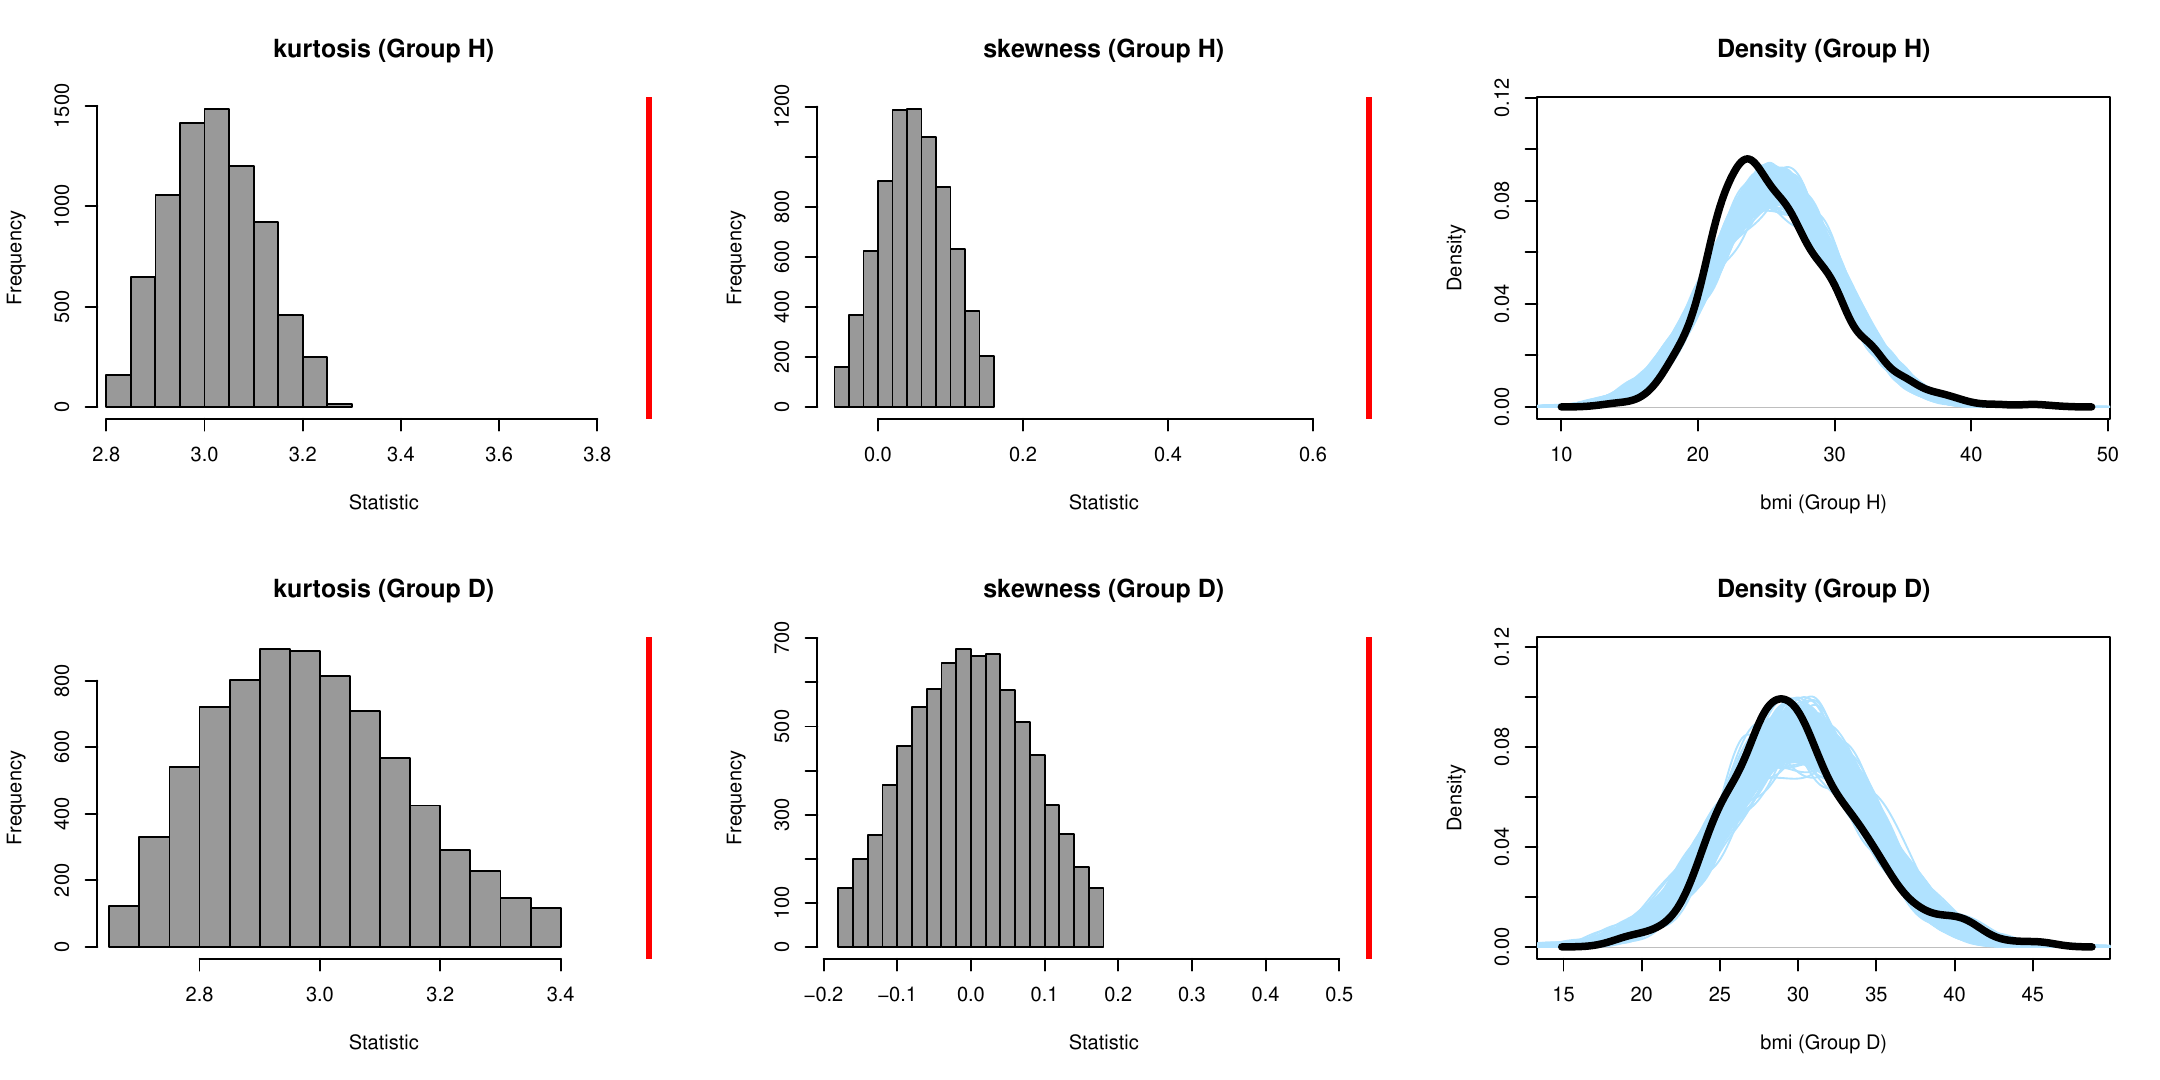 kurtosis (Group H)
Frequency
0 500 1000 1500
2.8 3.0 3.2 3.4 3.6 3.8
Statistic
skewness (Group H)
Frequency
0 200 400 600 800 1200
0.0 0.2 0.4 0.6
Statistic
Density (Group H)
Density
0.00 0.04 0.08 0.12
10 20 30 40 50
bmi (Group H)
kurtosis (Group D)
Frequency
0 200 400 600 800
2.8 3.0 3.2 3.4
Statistic
skewness (Group D)
Frequency
0 100 300 500 700
−0.2 −0.1 0.0 0.1 0.2 0.3 0.4 0.5
Statistic
Density (Group D)
Density
0.00 0.04 0.08 0.12
15 20 25 30 35 40 45
bmi (Group D)